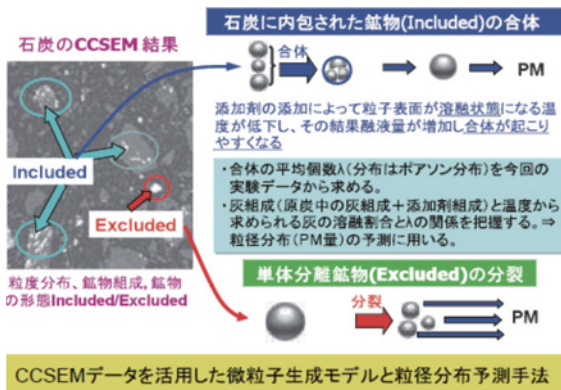 石炭のCCSEM 結果
Included
Excluded
粒度分布、鉱物組成, 鉱物
の形態Included/Excluded
石炭に内包された鉱物(Included)の合体
合体
PM
添加剤の添加によって粒子表面が溶融状態になる温
度が低下し、その結果融液量が増加し合体が起こり
やすくなる
・合体の平均個数λ(分布はポアソン分布)を今回の
実験データから求める。
・灰組成(原炭中の灰組成＋添加剤組成)と温度から
求められる灰の溶融割合とλの関係を把握する。⇒
粒径分布(PM量)の予測に用いる。
単体分離鉱物(Excluded)の分裂
分裂
PM
CCSEMデータを活用した微粒子生成モデルと粒径分布予測手法